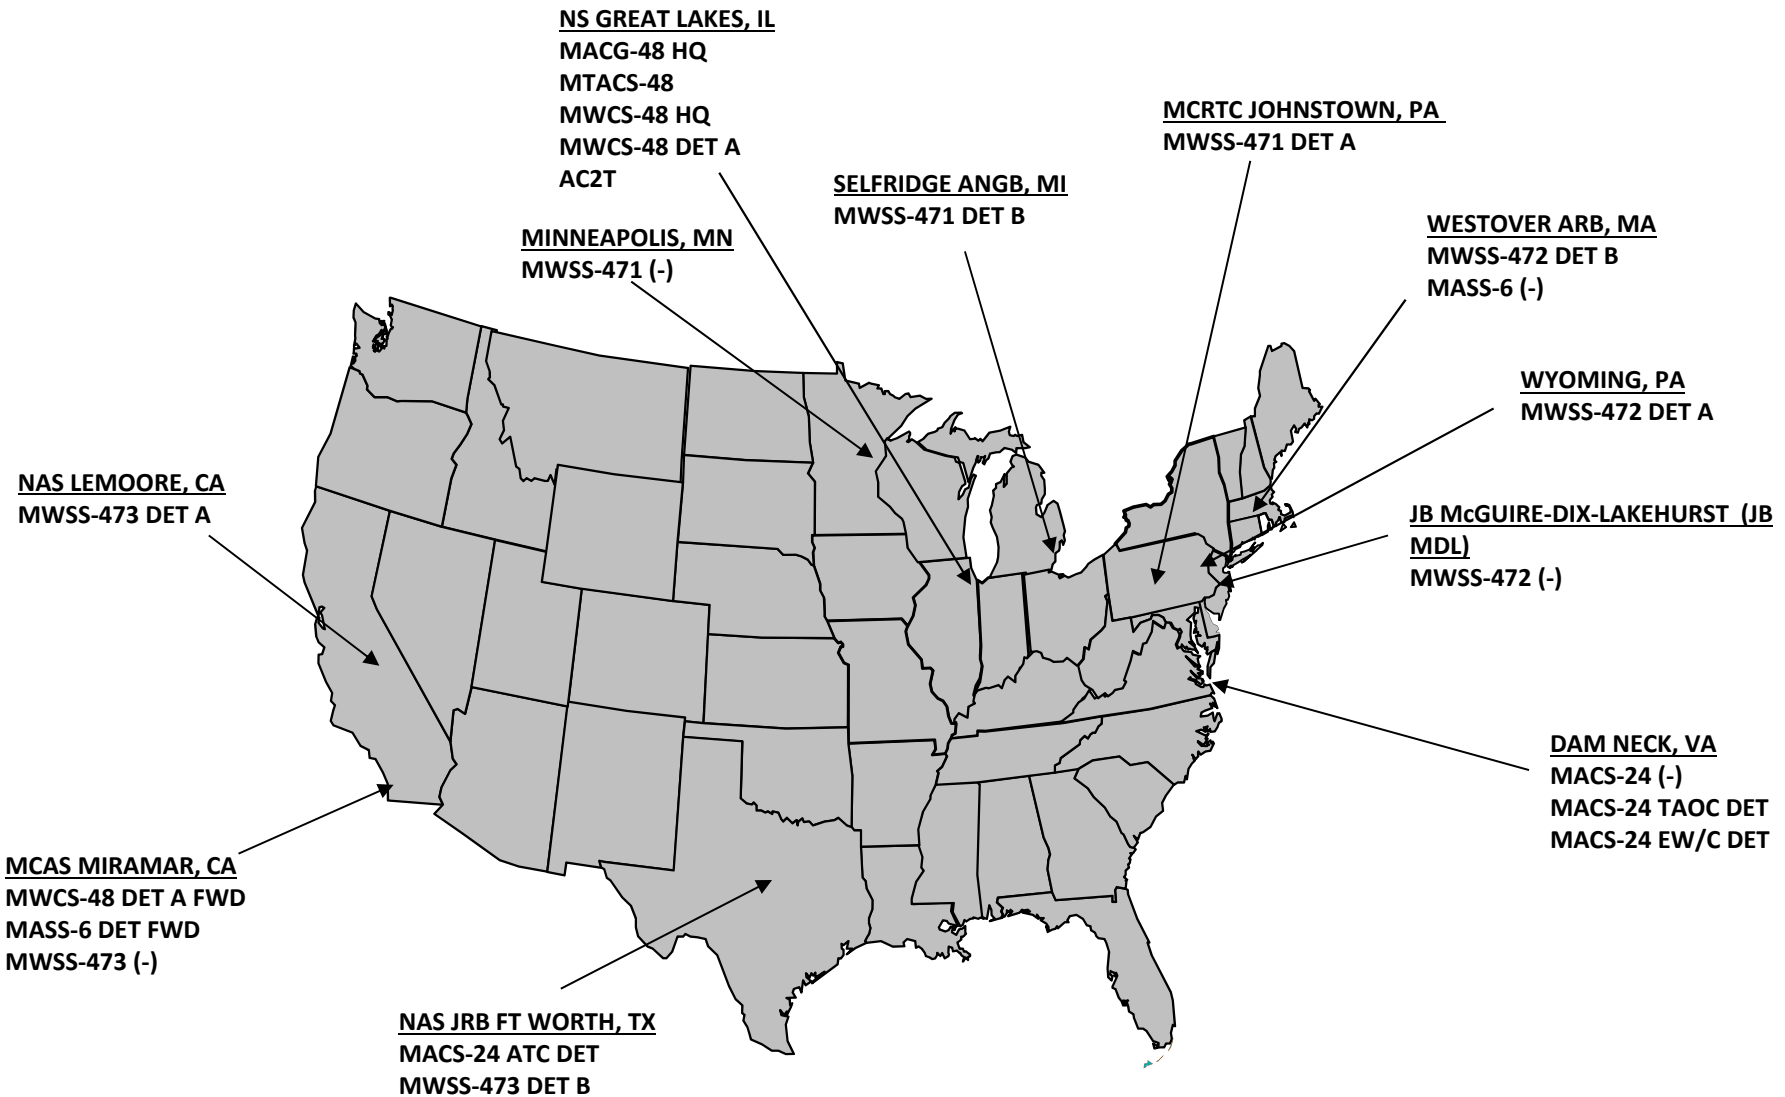 NS GREAT LAKES, IL
MACG-48 HQ
MTACS-48
MWCS-48 HQ
MWCS-48 DET A
AC2T
MCRTC JOHNSTOWN, PA
MWSS-471 DET A
SELFRIDGE ANGB, MI
MWSS-471 DET B
MINNEAPOLIS, MN
MWSS-471 (-)
WESTOVER ARB, MA
MWSS-472 DET B
MASS-6 (-)
WYOMING, PA
MWSS-472 DET A
NAS LEMOORE, CA
MWSS-473 DET A
JB McGUIRE-DIX-LAKEHURST (JB
MDL)
MWSS-472 (-)
DAM NECK, VA
MACS-24 (-)
MACS-24 TAOC DET
MACS-24 EW/C DET
MCAS MIRAMAR, CA
MWCS-48 DET A FWD
MASS-6 DET FWD
MWSS-473 (-)
NAS JRB FT WORTH, TX
MACS-24 ATC DET
MWSS-473 DET B